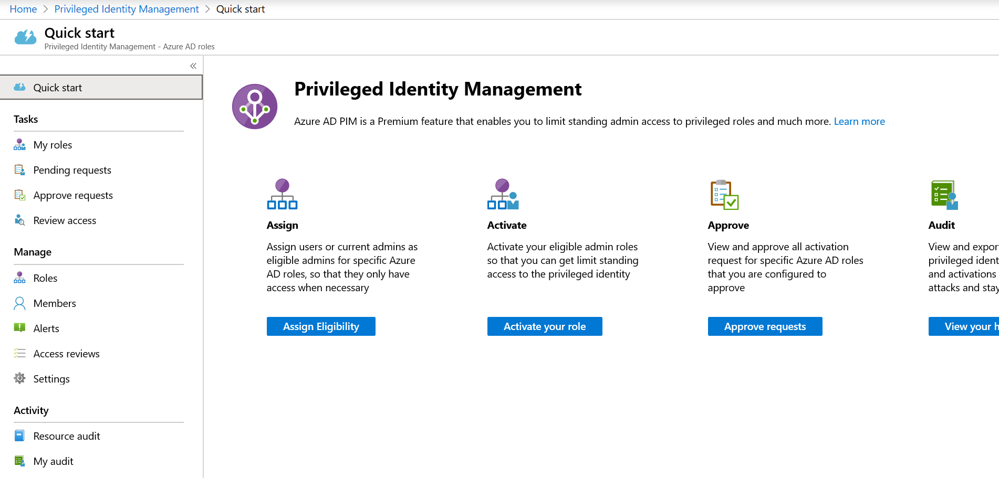 Home > Privileged Identity Management > Quick start
Quick start
Privileged Identity Management - Azure AD roles
«
Quick start
Tasks
My roles
Pending requests
Approve requests
Review access
Manage
Roles
Members
Alerts
Access reviews
Settings
Activity
Resource audit
My audit
Privileged Identity Management
Azure AD PIM is a Premium feature that enables you to limit standing admin access to privileged roles and much more. Learn more
Assign
Assign users or current admins as
eligible admins for specific Azure
AD roles, so that they only have
access when necessary
Assign Eligibility
Activate
Activate your eligible admin roles
so that you can get limit standing
access to the privileged identity
Activate your role
Approve
View and approve all activation
request for specific Azure AD roles
that you are configured to
approve
Approve requests
Audit
View and expor
privileged ident
and activations
attacks and stay
View your h